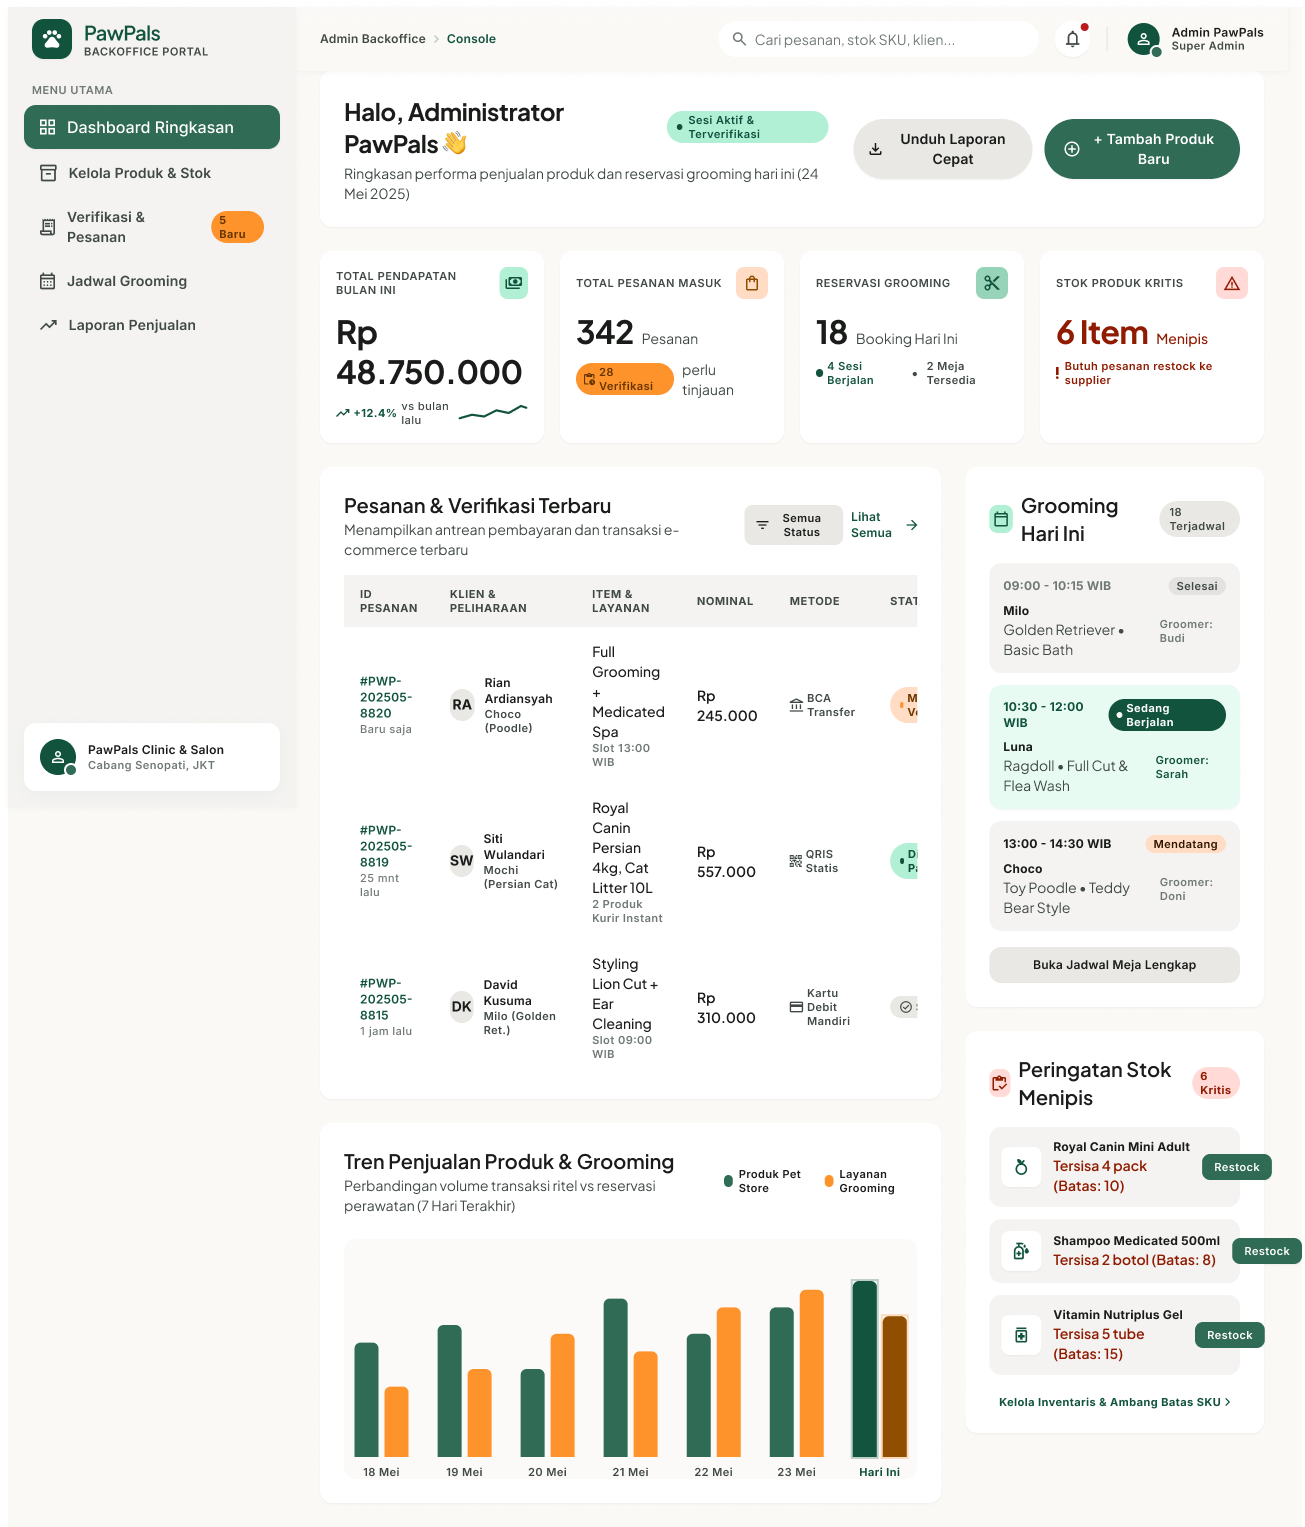 PawPals
BACKOFFICE PORTAL
MENU UTAMA
Dashboard Ringkasan
Kelola Produk & Stok
Verifikasi &
Pesanan
5
Baru
Jadwal Grooming
Laporan Penjualan
PawPals Clinic & Salon
Cabang Senopati, JKT
Admin Backoffice > Console
Cari pesanan, stok SKU, klien...
Admin PawPals
Super Admin
Halo, Administrator
PawPals👋
Sesi Aktif &
Terverifikasi
Ringkasan performa penjualan produk dan reservasi grooming hari ini (24
Mei 2025)
Unduh Laporan
Cepat
+ Tambah Produk
Baru
TOTAL PENDAPATAN
BULAN INI
Rp
48.750.000
+12.4%
vs bulan
lalu
TOTAL PESANAN MASUK
342 Pesanan
28
Verifikasi
perlu
tinjauan
RESERVASI GROOMING
18 Booking Hari Ini
4 Sesi
Berjalan
• 2 Meja
Tersedia
STOK PRODUK KRITIS
6 Item Menipis
Butuh pesanan restock ke
supplier
Pesanan & Verifikasi Terbaru
Menampilkan antrean pembayaran dan transaksi e-
commerce terbaru
Semua
Status
Lihat
Semua
ID
PESANAN
KLIEN &
PELIHARAAN
ITEM &
LAYANAN
NOMINAL
METODE
STAT
#PWP-
202505-
8820
Baru saja
RA
Rian
Ardiansyah
Choco
(Poodle)
Full
Grooming
+
Medicated
Spa
Slot 13:00
WIB
Rp
245.000
BCA
Transfer
#PWP-
202505-
8819
25 mnt
lalu
SW
Siti
Wulandari
Mochi
(Persian Cat)
Royal
Canin
Persian
4kg, Cat
Litter 10L
2 Produk
Kurir Instant
Rp
557.000
QRIS
Statis
#PWP-
202505-
8815
1 jam lalu
DK
David
Kusuma
Milo (Golden
Ret.)
Styling
Lion Cut +
Ear
Cleaning
Slot 09:00
WIB
Rp
310.000
Kartu
Debit
Mandiri
Tren Penjualan Produk & Grooming
Perbandingan volume transaksi ritel vs reservasi
perawatan (7 Hari Terakhir)
Produk Pet
Store
Layanan
Grooming
18 Mei
19 Mei
20 Mei
21 Mei
22 Mei
23 Mei
Hari Ini
Grooming
Hari Ini
18
Terjadwal
09:00 - 10:15 WIB
Selesai
Milo
Golden Retriever •
Basic Bath
Groomer:
Budi
10:30 - 12:00
WIB
Sedang
Berjalan
Luna
Ragdoll • Full Cut &
Flea Wash
Groomer:
Sarah
13:00 - 14:30 WIB
Mendatang
Choco
Toy Poodle • Teddy
Bear Style
Groomer:
Doni
Buka Jadwal Meja Lengkap
Peringatan Stok
Menipis
6
Kritis
Royal Canin Mini Adult
Tersisa 4 pack
(Batas: 10)
Restock
Shampoo Medicated 500ml
Tersisa 2 botol (Batas: 8)
Restock
Vitamin Nutriplus Gel
Tersisa 5 tube
(Batas: 15)
Restock
Kelola Inventaris & Ambang Batas SKU >